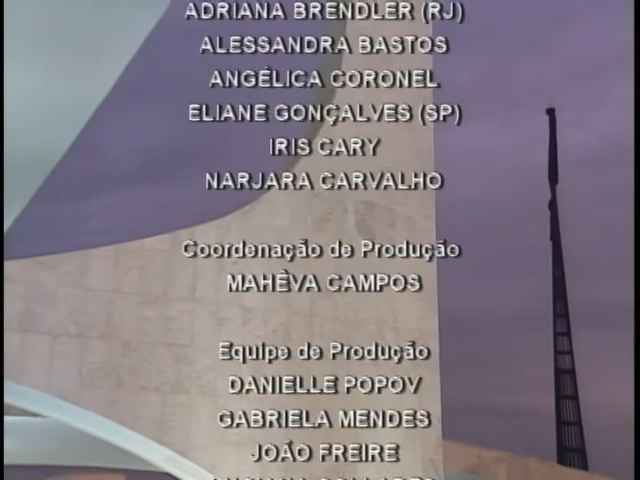 ADRIANA BRENDLER (RJ)
ALESSANDRA BASTOS
ANGÉLICA CORONEL
ELIANE GONÇALVES (SP)
IRIS CARY
NARJARA CARVALHO
Coordenação de Produção
MAHÊVA CAMPOS
Equipe de Produção
DANIELLE POPOV
GABRIELA MENDES
JOÃO FREIRE